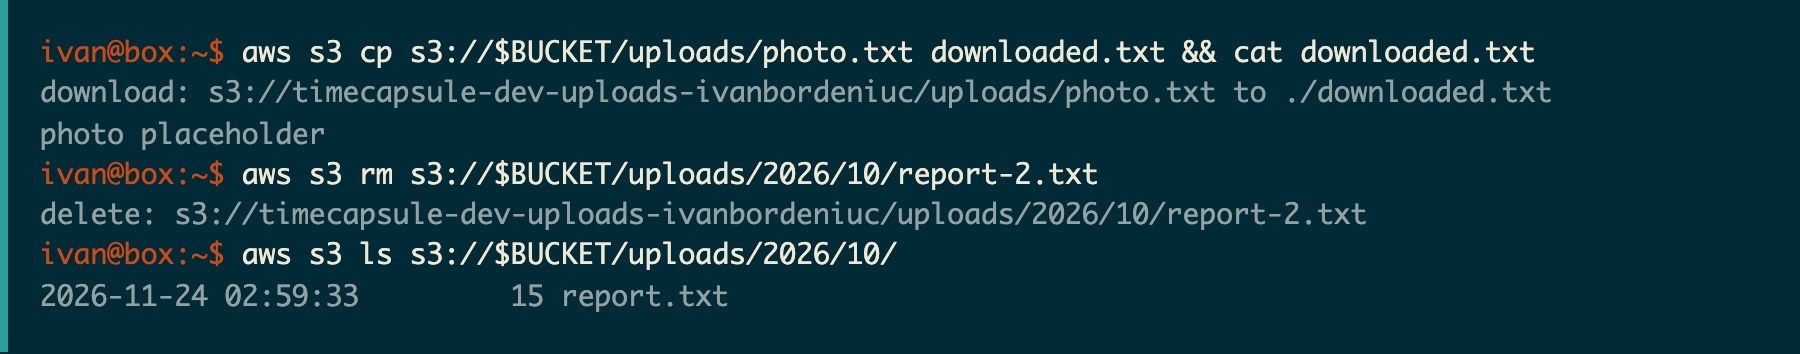 ivan@box:~$ aws s3 cp s3://$BUCKET/uploads/photo.txt downloaded.txt && cat downloaded.txt
download: s3://timecapsule-dev-uploads-ivanbordeniuc/uploads/photo.txt to ./downloaded.txt
photo placeholder
ivan@box:~$ aws s3 rm s3://$BUCKET/uploads/2026/10/report-2.txt
delete: s3://timecapsule-dev-uploads-ivanbordeniuc/uploads/2026/10/report-2.txt
ivan@box:~$ aws s3 ls s3://$BUCKET/uploads/2026/10/
2026-11-24 02:59:33         15 report.txt